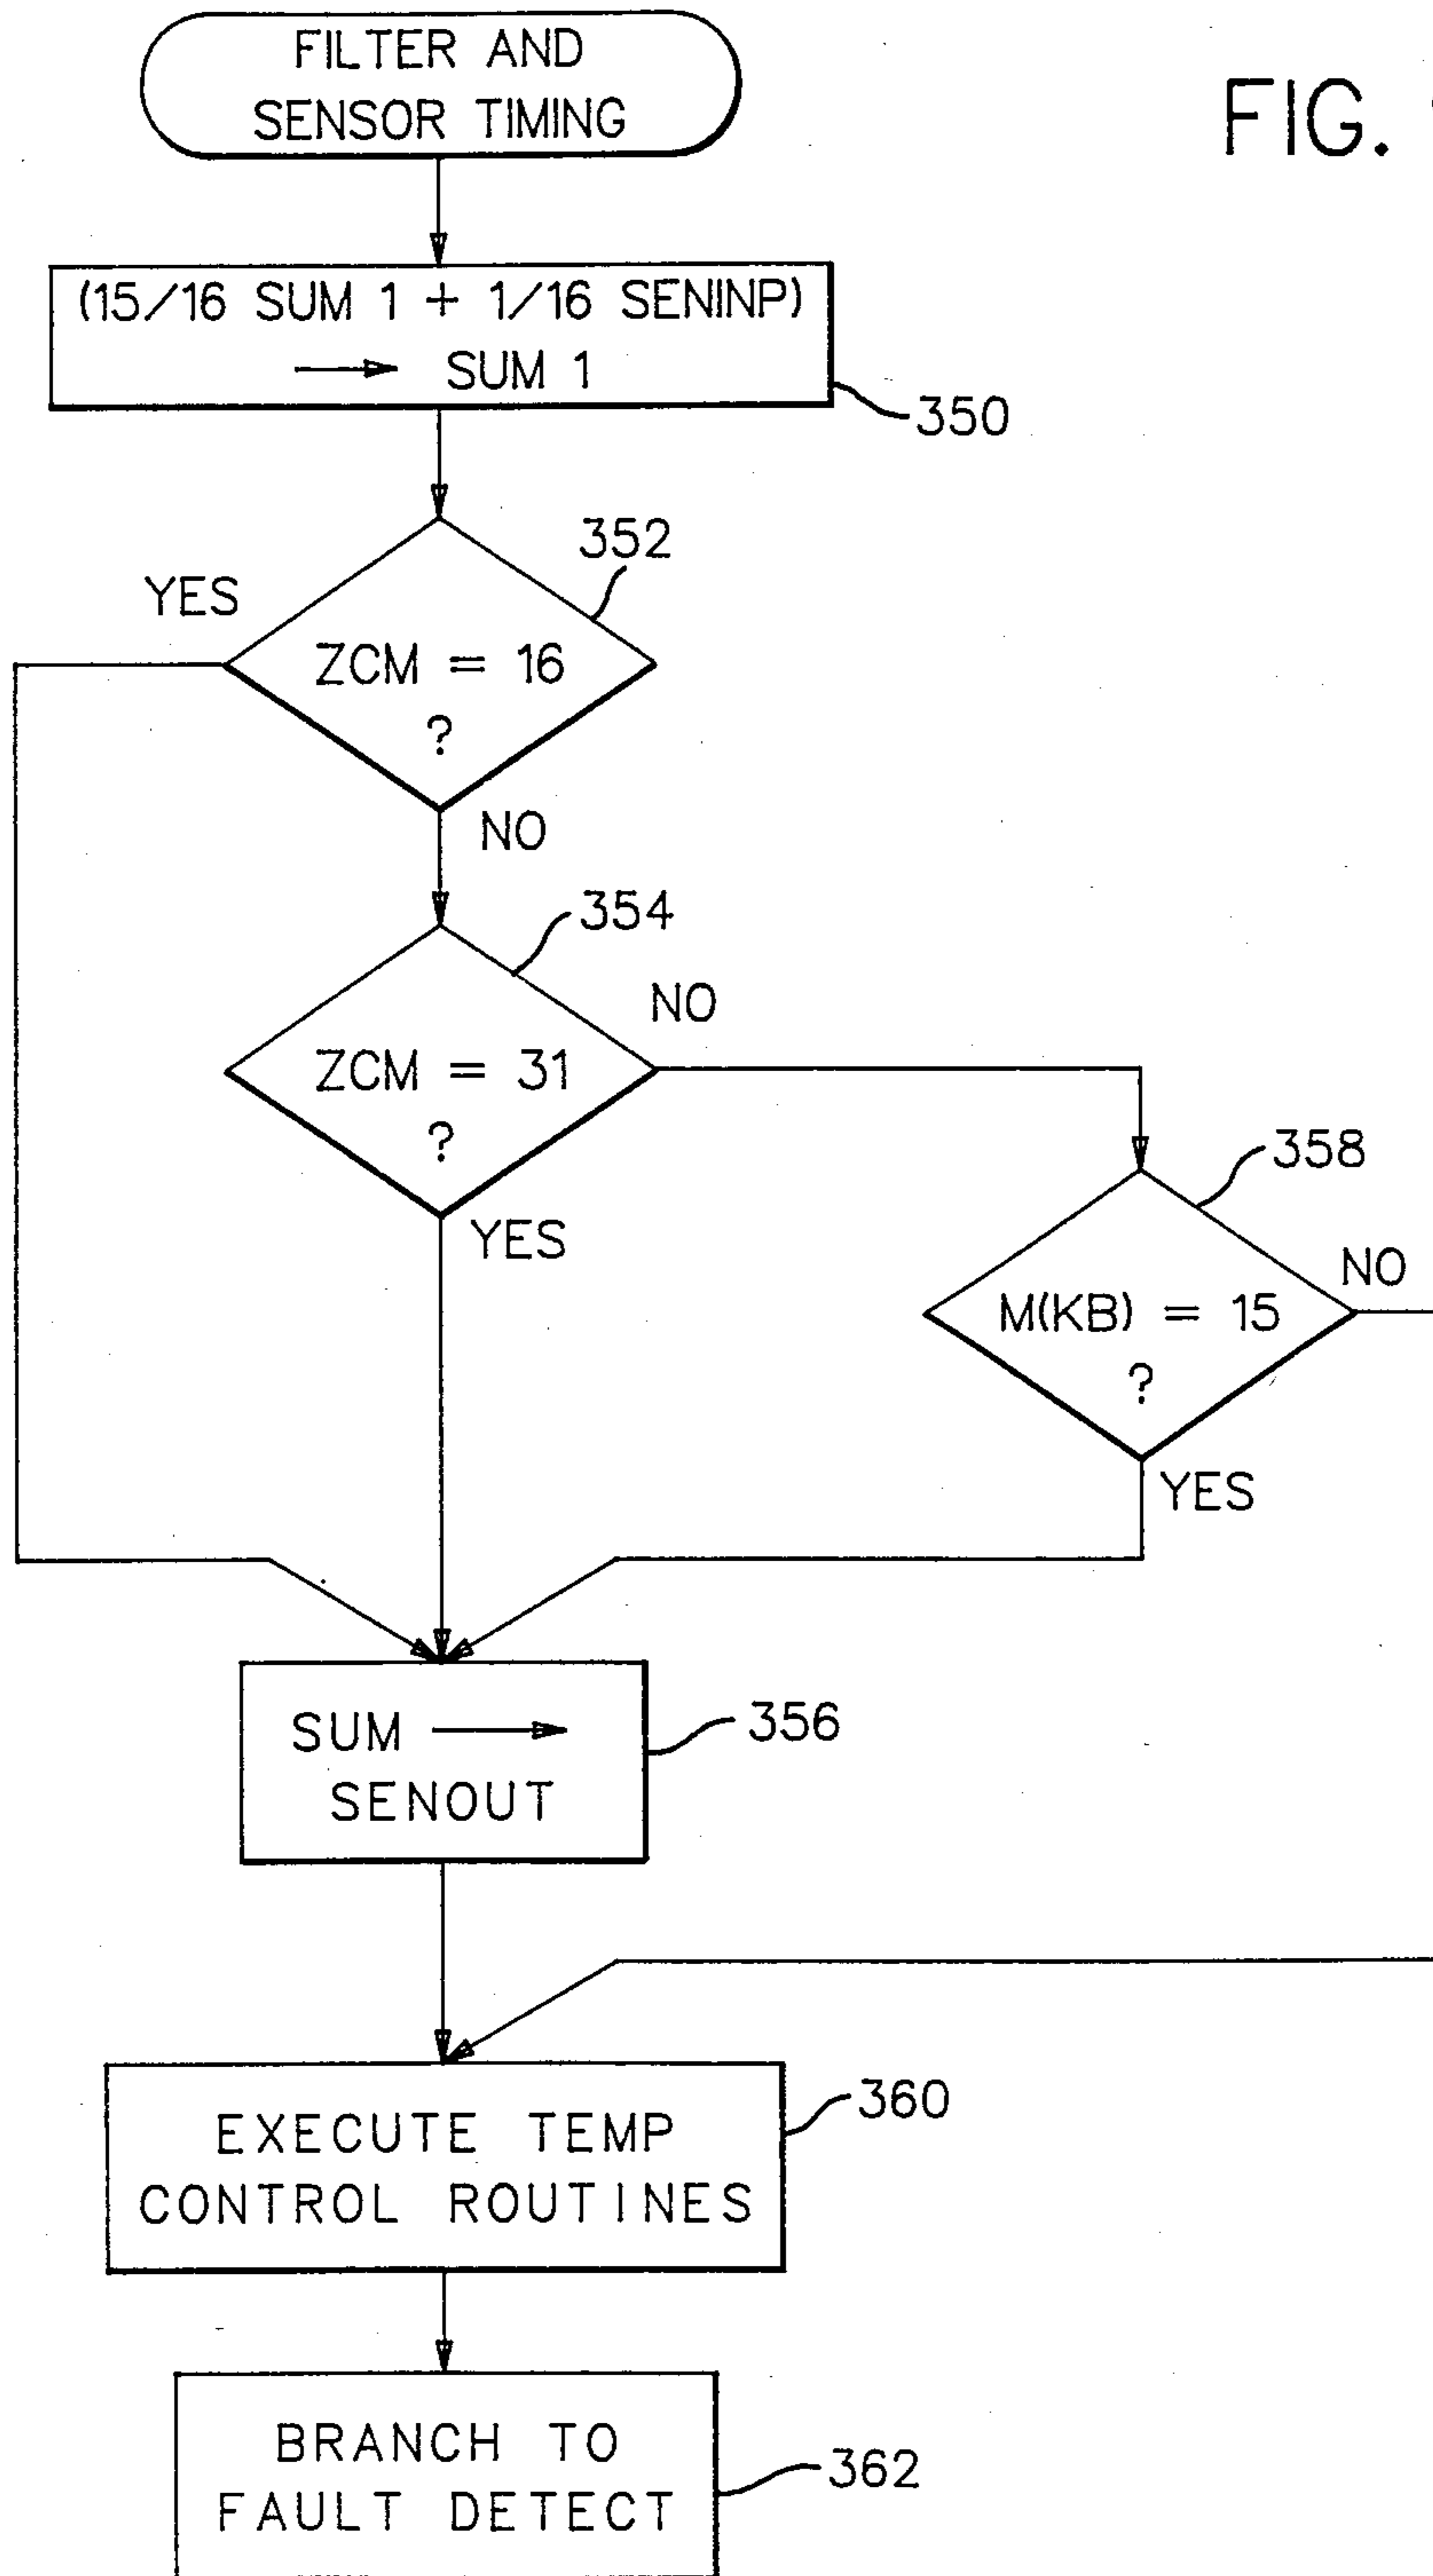 FILTER AND
SENSOR TIMING
FIG.
(15/16 SUM 1 + 1/16 SENINP)
→ SUM 1
350
352
YES
ZCM = 16
?
NO
354
NO
ZCM = 31
?
YES
358
NO
M(KB) = 15
?
YES
SUM →
SENOUT
356
EXECUTE TEMP
CONTROL ROUTINES
360
BRANCH TO
FAULT DETECT
362